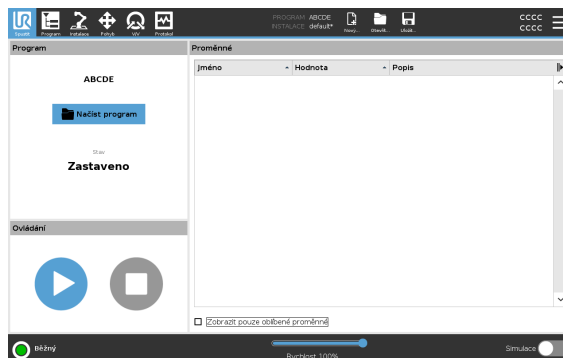 PROGRAM ABCDE
INSTALACE default*
Spustit Program Instalace Pohyb V/V Protokol
Nový... Otevřít... Uložit...
CCCC
CCCC
Program
Proměnné
ABCDE
Načíst program
Stav
Zastaveno
Jméno Hodnota Popis
Ovládání
Zobrazit pouze oblíbené proměnné
Běžný
Rychlost 100%
Simulace